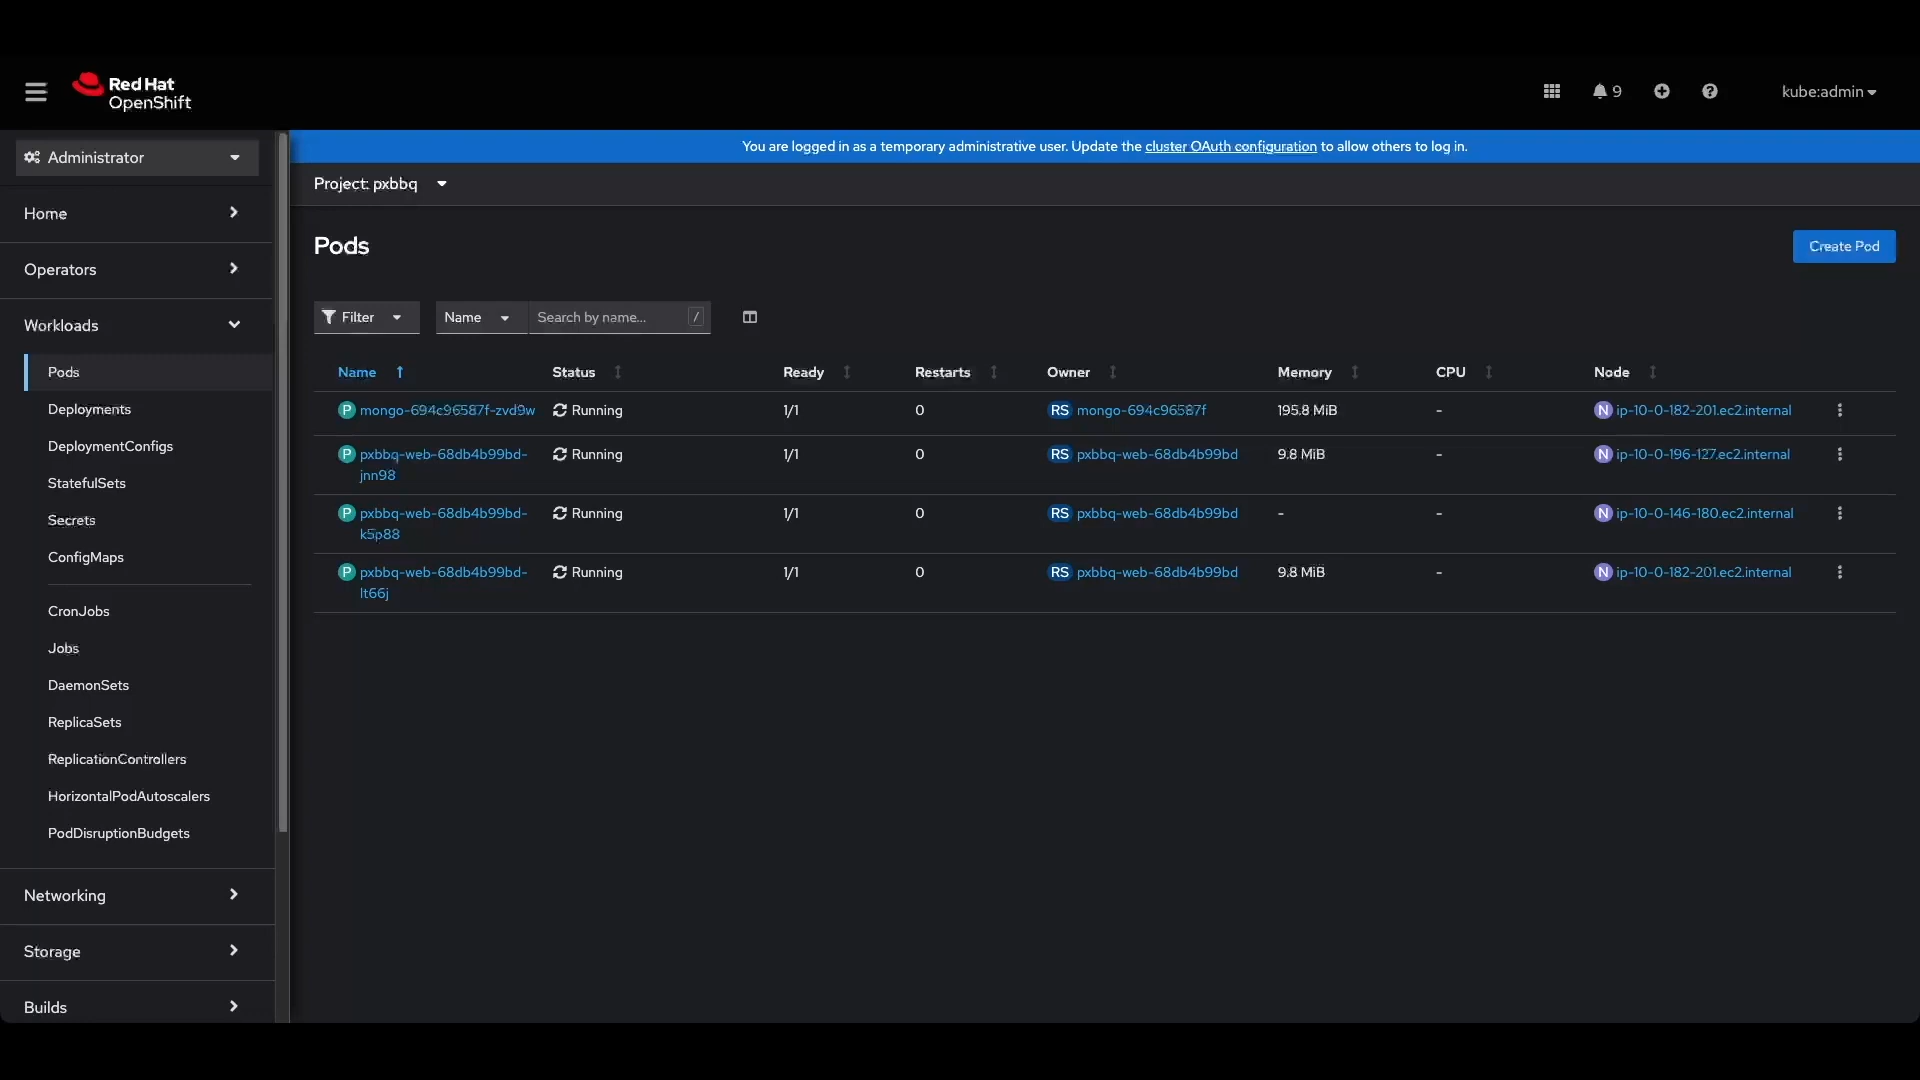 Red Hat
OpenShift
9
kube:admin
Administrator
You are logged in as a temporary administrative user. Update the cluster OAuth configuration to allow others to log in.
Home
Operators
Workloads
Pods
Deployments
DeploymentConfigs
StatefulSets
Secrets
ConfigMaps
CronJobs
Jobs
DaemonSets
ReplicaSets
ReplicationControllers
HorizontalPodAutoscalers
PodDisruptionBudgets
Networking
Storage
Builds
Project: pxbbq
Pods
Create Pod
Filter Name Search by name... /
Name Status Ready Restarts Owner Memory CPU Node
P mongo-694c96587f-zvd9w Running 1/1 0 RS mongo-694c96587f 195.8 MiB - N ip-10-0-182-201.ec2.internal
P pxbbq-web-68db4b99bd- Running 1/1 0 RS pxbbq-web-68db4b99bd 9.8 MiB - N ip-10-0-196-127.ec2.internal
jnn98
P pxbbq-web-68db4b99bd- Running 1/1 0 RS pxbbq-web-68db4b99bd - - N ip-10-0-146-180.ec2.internal
k5p88
P pxbbq-web-68db4b99bd- Running 1/1 0 RS pxbbq-web-68db4b99bd 9.8 MiB - N ip-10-0-182-201.ec2.internal
lt66j